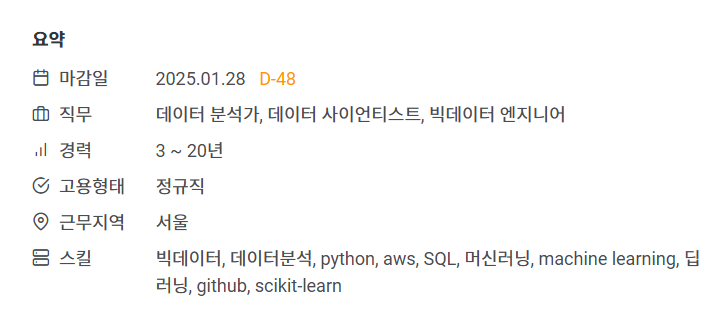 요약
마감일 2025.01.28 D-48
직무 데이터 분석가, 데이터 사이언티스트, 빅데이터 엔지니어
경력 3 ~ 20년
고용형태 정규직
근무지역 서울
스킬 빅데이터, 데이터분석, python, aws, SQL, 머신러닝, machine learning, 딥
러닝, github, scikit-learn